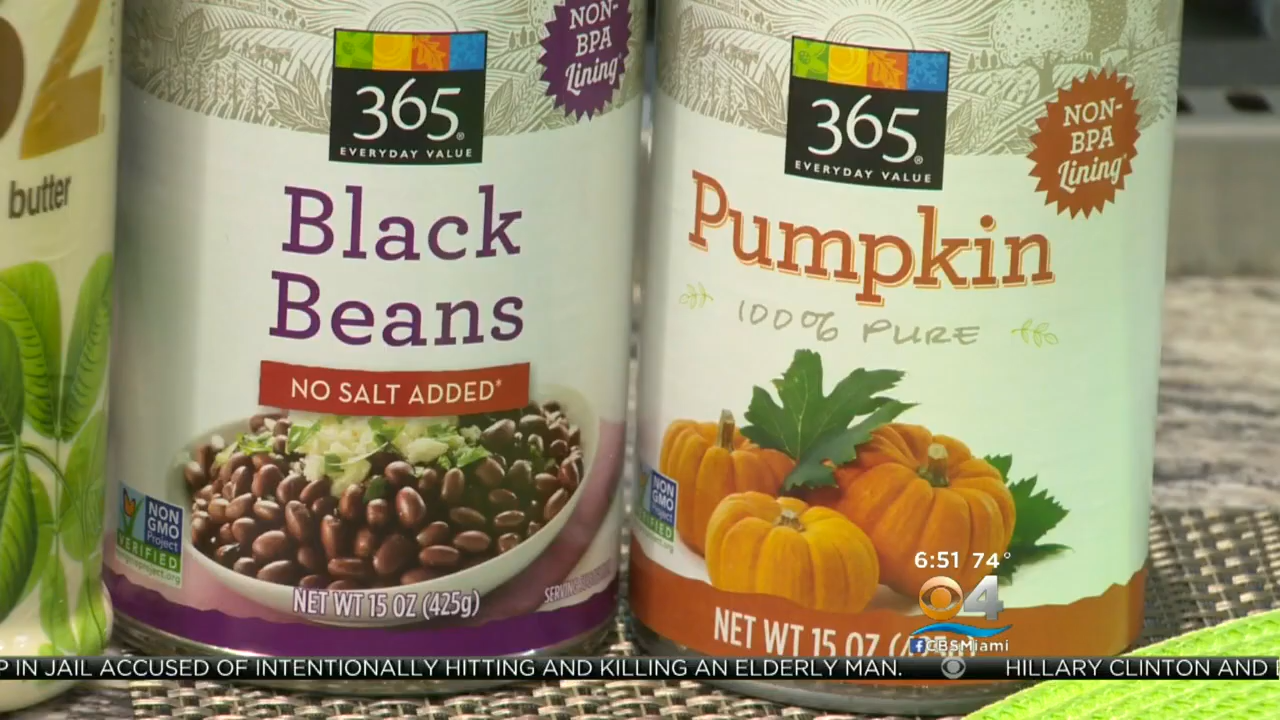 butter
NON-
BPA
Lining*
365®
EVERYDAY VALUE
Black
Beans
NO SALT ADDED*
NON
GMO
Project
VERIFIED
NET WT 15 OZ (425g)
NON-
BPA
Lining*
365®
EVERYDAY VALUE
Pumpkin
100% PURE
NON
GMO
Project
VERIFIED
NET WT 15 OZ
6:51 74°
4
CBSMiami
IN JAIL ACCUSED OF INTENTIONALLY HITTING AND KILLING AN ELDERLY MAN. HILLARY CLINTON AND